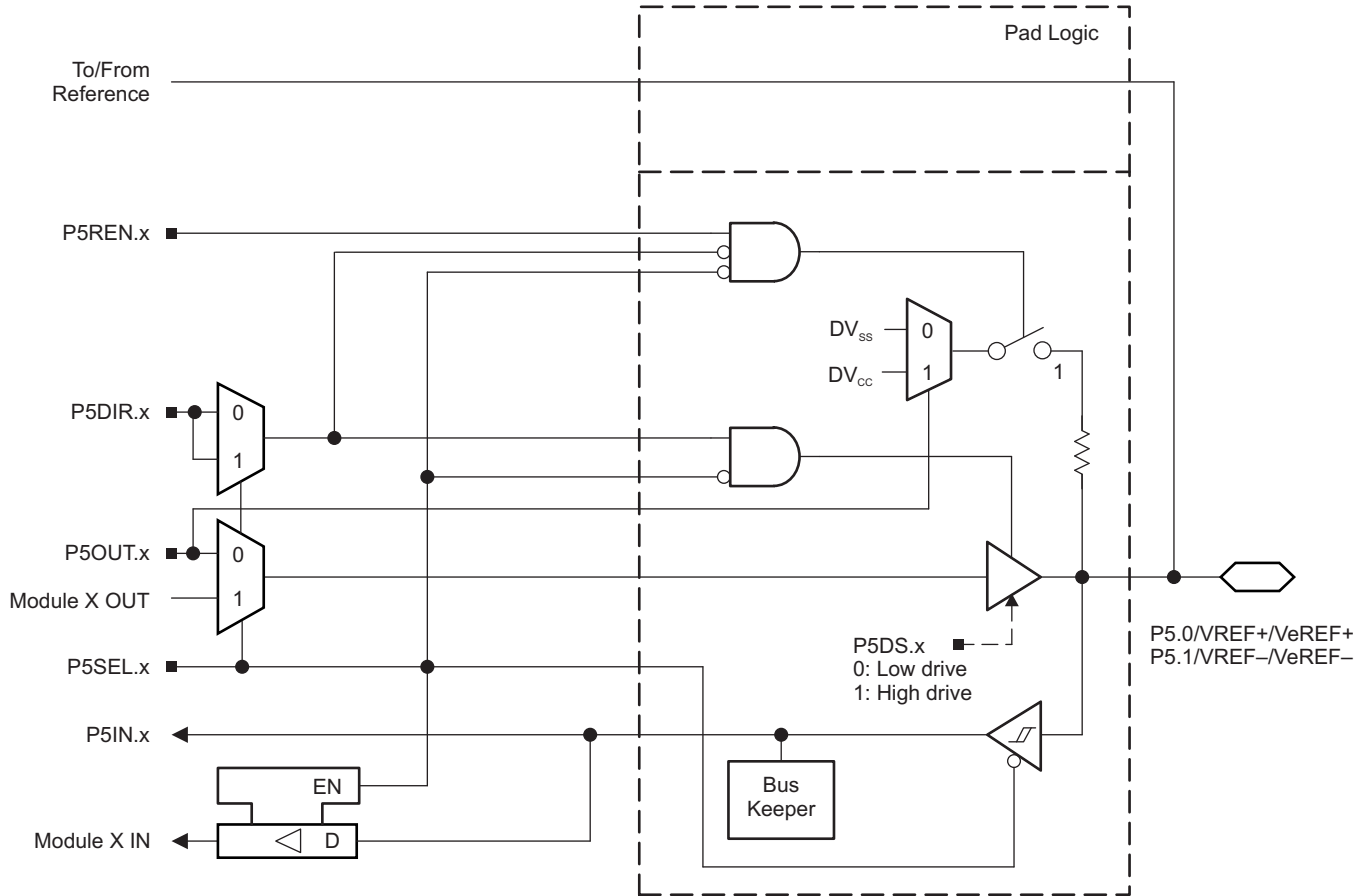 Pad Logic
To/From
Reference
P5REN.x
DVSS
0
DVCC
1
1
P5DIR.x
0
1
P5OUT.x
0
Module X OUT
1
P5SEL.x
P5DS.x
0: Low drive
1: High drive
P5.0/VREF+/VeREF+
P5.1/VREF–/VeREF–
P5IN.x
Bus
Keeper
EN
Module X IN
D